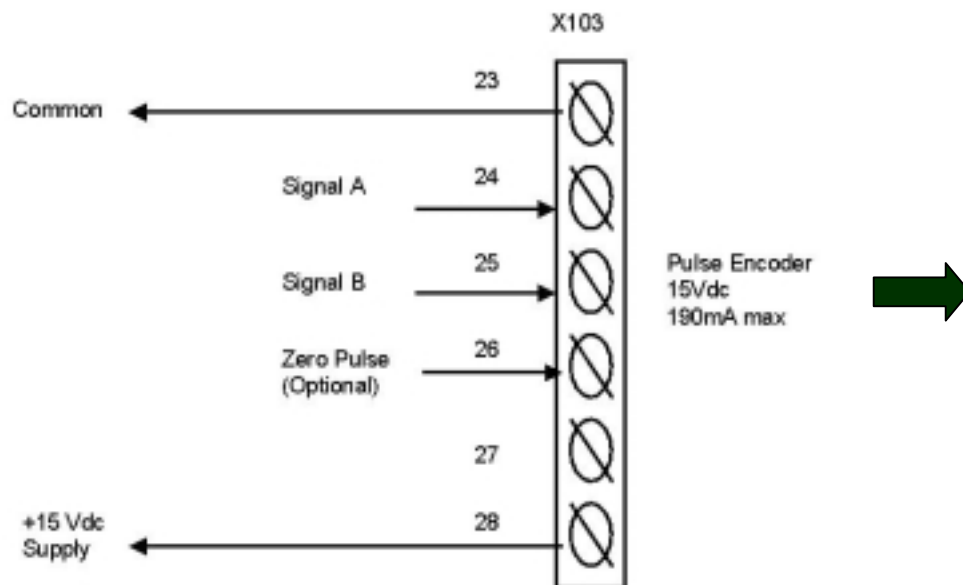 X103
23
Common
Signal A
24
Signal B
25
Pulse Encoder
15Vdc
190mA max
Zero Pulse
(Optional)
26
27
+15 Vdc
Supply
28